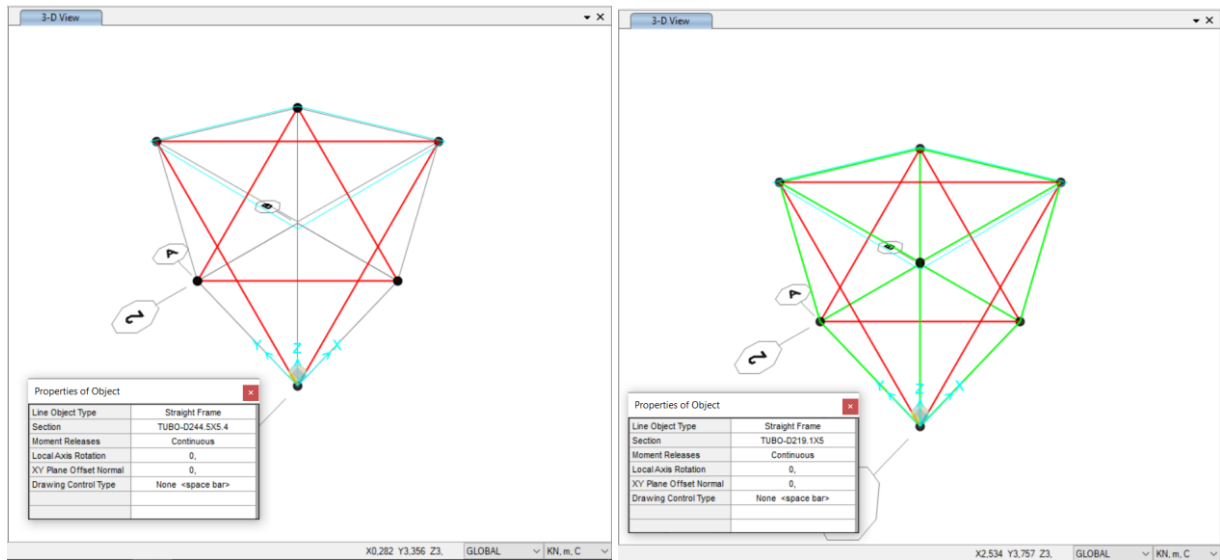 3-D View
B
A
2
Y
Z
X
Properties of Object
Line Object Type Straight Frame
Section TUBO-D244.5X5.4
Moment Releases Continuous
Local Axis Rotation 0,
XY Plane Offset Normal 0,
Drawing Control Type None <space bar>
X0,282 Y3,356 Z3, GLOBAL KN, m, C
3-D View
B
A
2
Y
Z
X
Properties of Object
Line Object Type Straight Frame
Section TUBO-D219.1X5
Moment Releases Continuous
Local Axis Rotation 0,
XY Plane Offset Normal 0,
Drawing Control Type None <space bar>
X2,534 Y3,757 Z3, GLOBAL KN, m, C